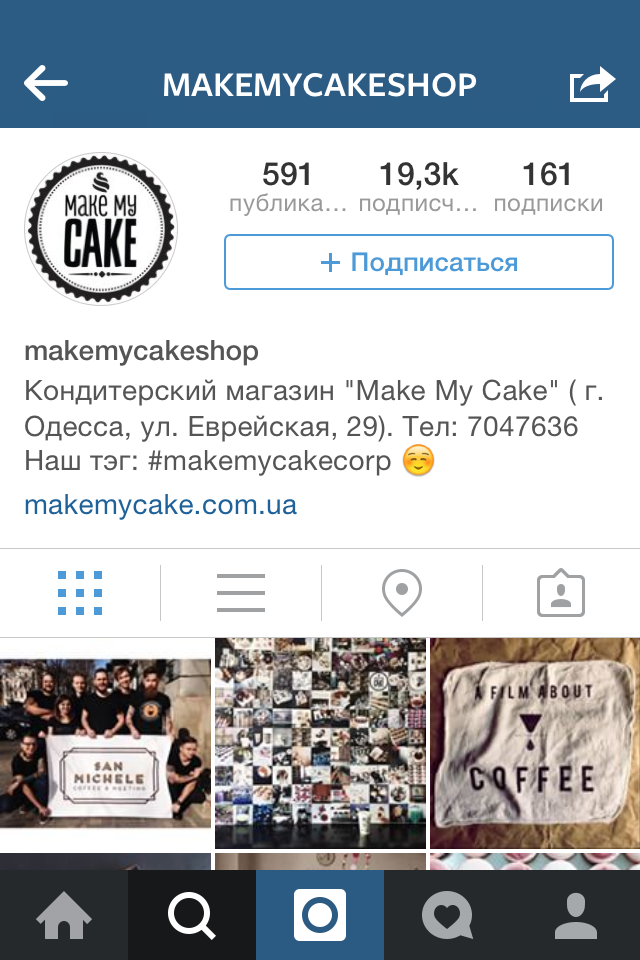 MAKEMYCAKESHOP
MAKE MY
CAKE
591 19,3k 161
публика... подписч... подписки
+ Подписаться
makemycakeshop
Кондитерский магазин "Make My Cake" ( г.
Одесса, ул. Еврейская, 29). Тел: 7047636
Наш тэг: #makemycakecorp ☺️
makemycake.com.ua
SAN
MICHELE
COFFEE & MEETING
A FILM ABOUT
COFFEE